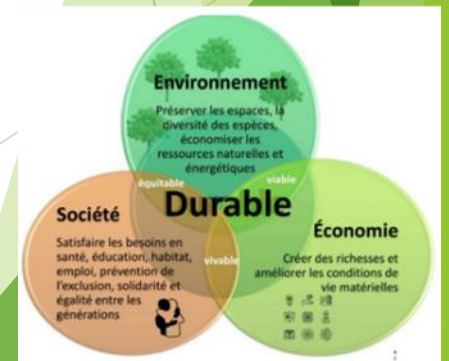 Environnement
Préserver les espaces, la
diversité des espèces,
économiser les
ressources naturelles et
énergétiques
équitable
viable
Durable
Société
Satisfaire les besoins en
santé, éducation, habitat,
emploi, prévention de
l'exclusion, solidarité et
égalité entre les
générations
vivable
Économie
Créer des richesses et
améliorer les conditions de
vie matérielles